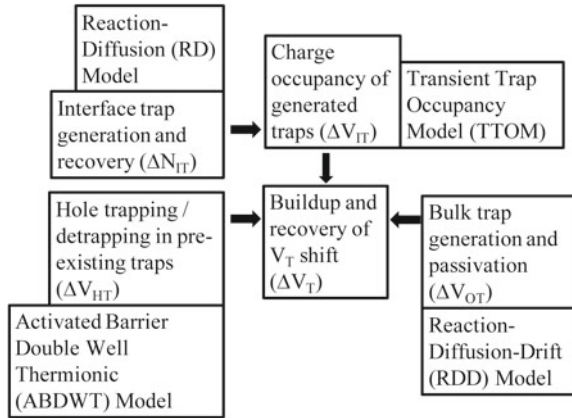 Reaction-
Diffusion (RD)
Model
Interface trap
generation and
recovery (ΔN_IT)
Charge
occupancy of
generated
traps (ΔV_IT)
Transient Trap
Occupancy
Model (TTOM)
Hole trapping /
detrapping in pre-
existing traps
(ΔV_HT)
Activated Barrier
Double Well
Thermionic
(ABDWT) Model
Buildup and
recovery of
V_T shift
(ΔV_T)
Bulk trap
generation and
passivation
(ΔV_OT)
Reaction-
Diffusion-Drift
(RDD) Model